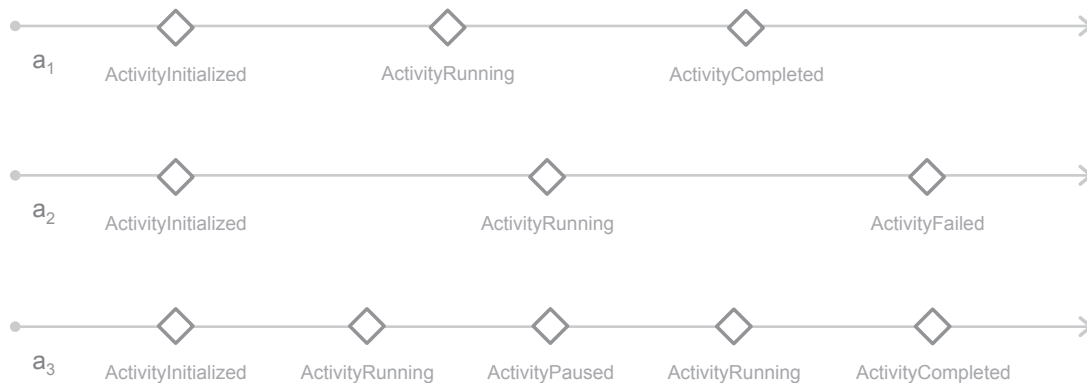 a1
ActivityInitialized ActivityRunning ActivityCompleted
a2
ActivityInitialized ActivityRunning ActivityFailed
a3
ActivityInitialized ActivityRunning ActivityPaused ActivityRunning ActivityCompleted